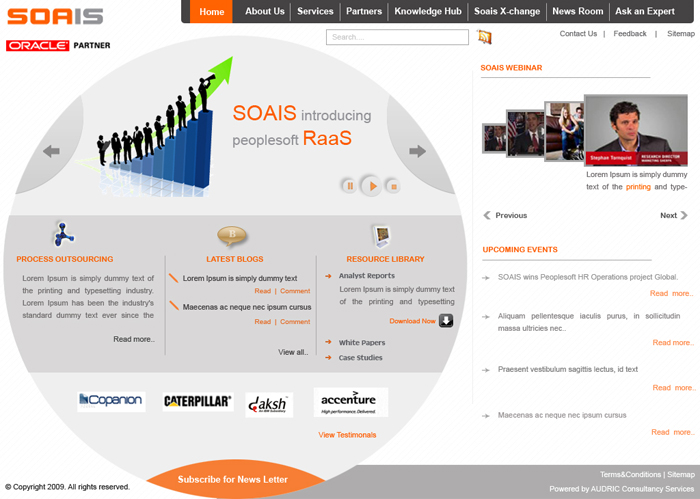 SOAIS
Home
About Us
Services
Partners
Knowledge Hub
Soais X-change
News Room
Ask an Expert
ORACLE PARTNER
Search....
Contact Us | Feedback | Sitemap
SOAIS introducing
peoplesoft RaaS
SOAIS WEBINAR
Stephan Tornquist
RESEARCH DIRECTOR
MARKETING EVENTS
Lorem Ipsum is simply dummy
text of the printing and type-
Previous
Next
PROCESS OUTSOURCING
Lorem Ipsum is simply dummy text of
the printing and typesetting industry.
Lorem Ipsum has been the industry's
standard dummy text ever since the
Read more..
B
LATEST BLOGS
Lorem Ipsum is simply dummy text
Read | Comment
Maecenas ac neque nec ipsum cursus
Read | Comment
View all..
RESOURCE LIBRARY
Analyst Reports
Lorem Ipsum is simply dummy text of
the printing and typesetting
Download Now
White Papers
Case Studies
UPCOMING EVENTS
SOAIS wins Peoplesoft HR Operations project Global.
Read more..
Aliquam pellentesque iaculis purus, in sollicitudin
massa ultricies nec..
Read more..
Praesent vestibulum sagittis lectus, id text
Read more..
Maecenas ac neque nec ipsum cursus
Read more..
Copanion
CATERPILLAR
daksh
accenture
High performance. Delivered.
View Testimonals
Subscribe for News Letter
© Copyright 2009. All rights reserved.
Terms&Conditions | Sitemap
Powered by AUDRIC Consultancy Services